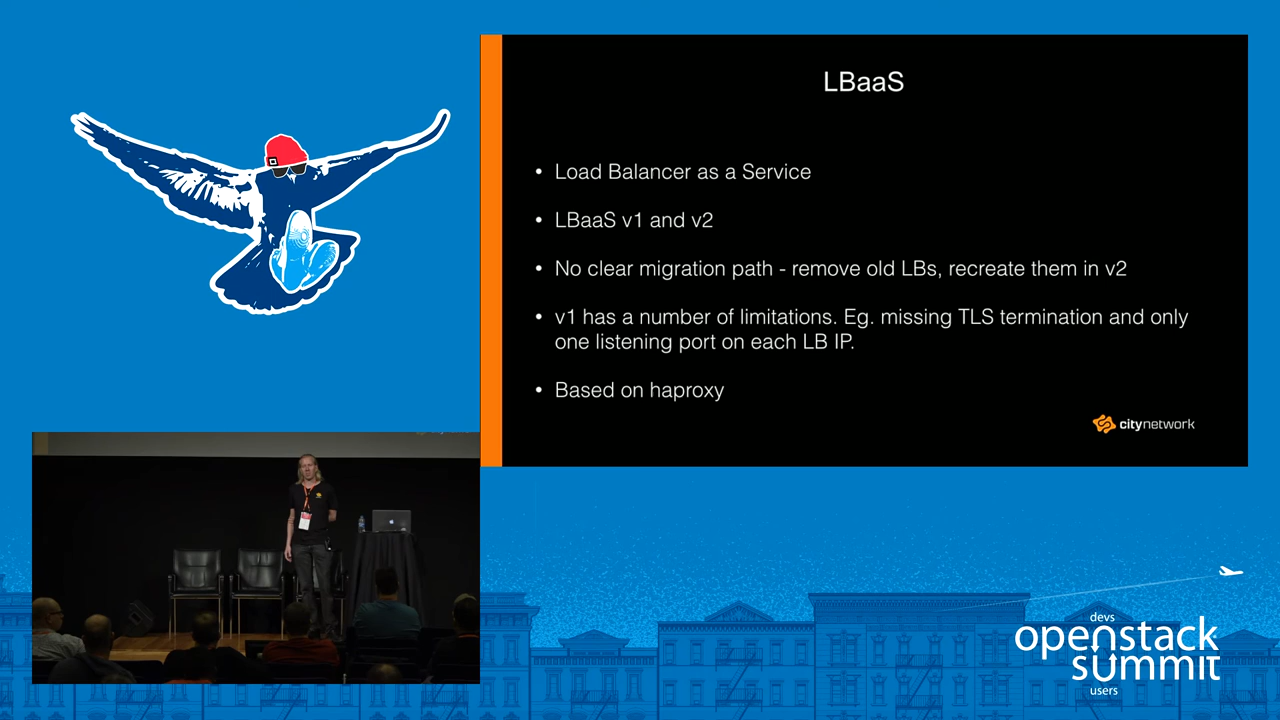 LBaaS
• Load Balancer as a Service
• LBaaS v1 and v2
• No clear migration path - remove old LBs, recreate them in v2
• v1 has a number of limitations. Eg. missing TLS termination and only
one listening port on each LB IP.
• Based on haproxy
citynetwork
devs
openstack
summit
users